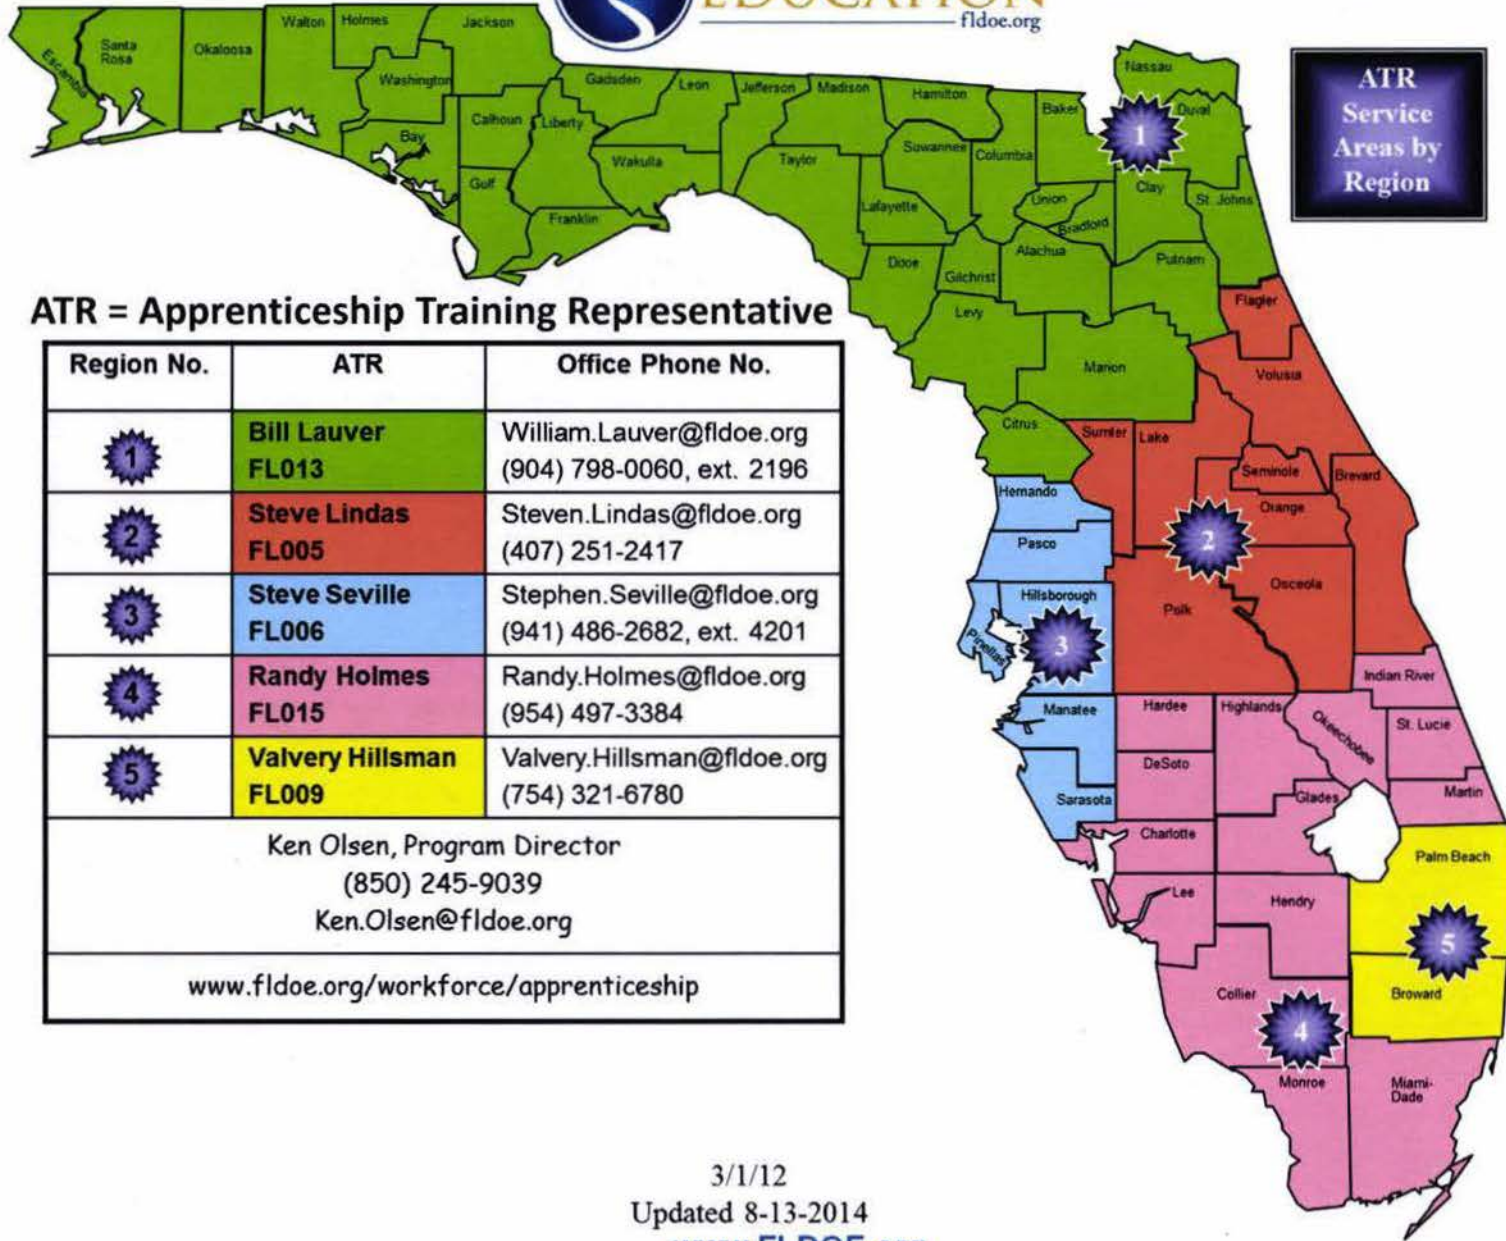 EDUCATION
fldoe.org
ATR
Service
Areas by
Region
Escambia
Santa
Rosa
Okaloosa
Walton
Holmes
Jackson
Washington
Bay
Calhoun
Gulf
Liberty
Gadsden
Franklin
Leon
Wakulla
Jefferson
Madison
Taylor
Hamilton
Suwannee
Lafayette
Columbia
Baker
Nassau
Duval
1
Union
Bradford
Clay
St. Johns
Dixie
Gilchrist
Alachua
Putnam
Levy
Marion
Citrus
Flagler
Volusia
Sumter
Lake
Seminole
Orange
Brevard
2
Osceola
Polk
Hernando
Pasco
Hillsborough
Pinellas
3
Manatee
Sarasota
Hardee
Highlands
Okeechobee
Indian River
St. Lucie
DeSoto
Glades
Martin
Charlotte
Lee
Hendry
Palm Beach
5
Broward
Collier
4
Monroe
Miami-
Dade
ATR = Apprenticeship Training Representative
Region No. ATR Office Phone No.
1 Bill Lauver William.Lauver@fldoe.org
FL013 (904) 798-0060, ext. 2196
2 Steve Lindas Steven.Lindas@fldoe.org
FL005 (407) 251-2417
3 Steve Seville Stephen.Seville@fldoe.org
FL006 (941) 486-2682, ext. 4201
4 Randy Holmes Randy.Holmes@fldoe.org
FL015 (954) 497-3384
5 Valvery Hillsman Valvery.Hillsman@fldoe.org
FL009 (754) 321-6780
Ken Olsen, Program Director
(850) 245-9039
Ken.Olsen@fldoe.org
www.fldoe.org/workforce/apprenticeship
3/1/12
Updated 8-13-2014
www.FLDOE.org